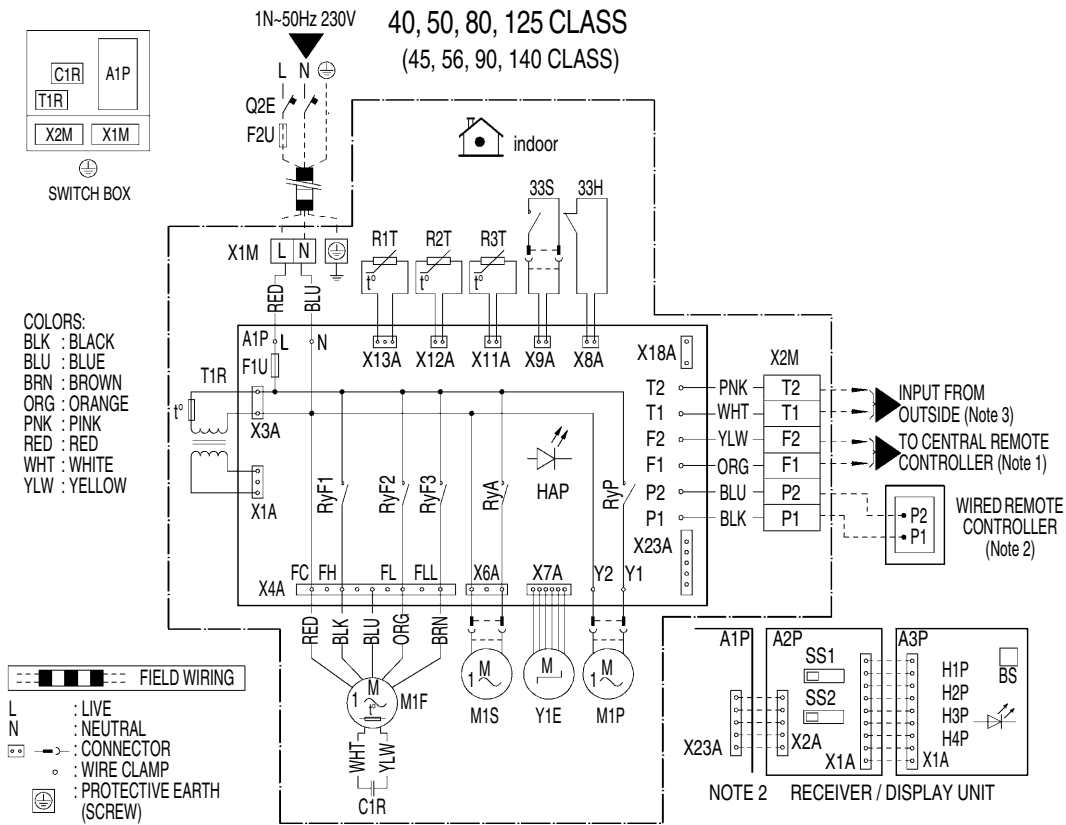 1N~50Hz 230V
40, 50, 80, 125 CLASS
(45, 56, 90, 140 CLASS)
C1R
A1P
T1R
X2M
X1M
SWITCH BOX
L
N
Q2E
F2U
indoor
33S
33H
X1M
L
N
R1T
R2T
R3T
t°
t°
t°
RED
BLU
COLORS:
BLK : BLACK
BLU : BLUE
BRN : BROWN
ORG : ORANGE
PNK : PINK
RED : RED
WHT : WHITE
YLW : YELLOW
A1P
L
N
F1U
X13A
X12A
X11A
X9A
X8A
X18A
X2M
T1R
t°
X3A
X1A
T2
PNK
T2
T1
WHT
T1
F2
YLW
F2
F1
ORG
F1
P2
BLU
P2
P1
BLK
P1
INPUT FROM
OUTSIDE (Note 3)
TO CENTRAL REMOTE
CONTROLLER (Note 1)
P2
P1
WIRED REMOTE
CONTROLLER
(Note 2)
HAP
RyF1
RyF2
RyF3
RyA
RyP
X23A
X4A
FC
FH
FL
FLL
X6A
X7A
Y2
Y1
RED
BLK
BLU
ORG
BRN
M
1
t°
M1F
M
1
M1S
M
Y1E
M
1
M1P
WHT
YLW
C1R
FIELD WIRING
L : LIVE
N : NEUTRAL
: CONNECTOR
: WIRE CLAMP
: PROTECTIVE EARTH
(SCREW)
A1P
A2P
A3P
SS1
SS2
X23A
X2A
X1A
X1A
H1P
H2P
H3P
H4P
BS
NOTE 2
RECEIVER / DISPLAY UNIT